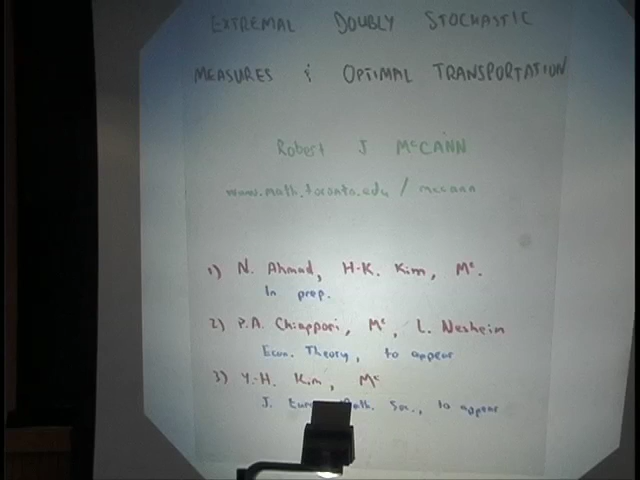 EXTREMAL DOUBLY STOCHASTIC
MEASURES & OPTIMAL TRANSPORTATION
Robert J McCANN
www.math.toronto.edu / mccann
1) N. Ahmad, H-K. Kim, Mc.
In prep.
2) P.A. Chiappori, Mc, L. Nesheim
Econ. Theory, to appear
3) Y.-H. Kim, Mc
J. Math. Soc., to appear